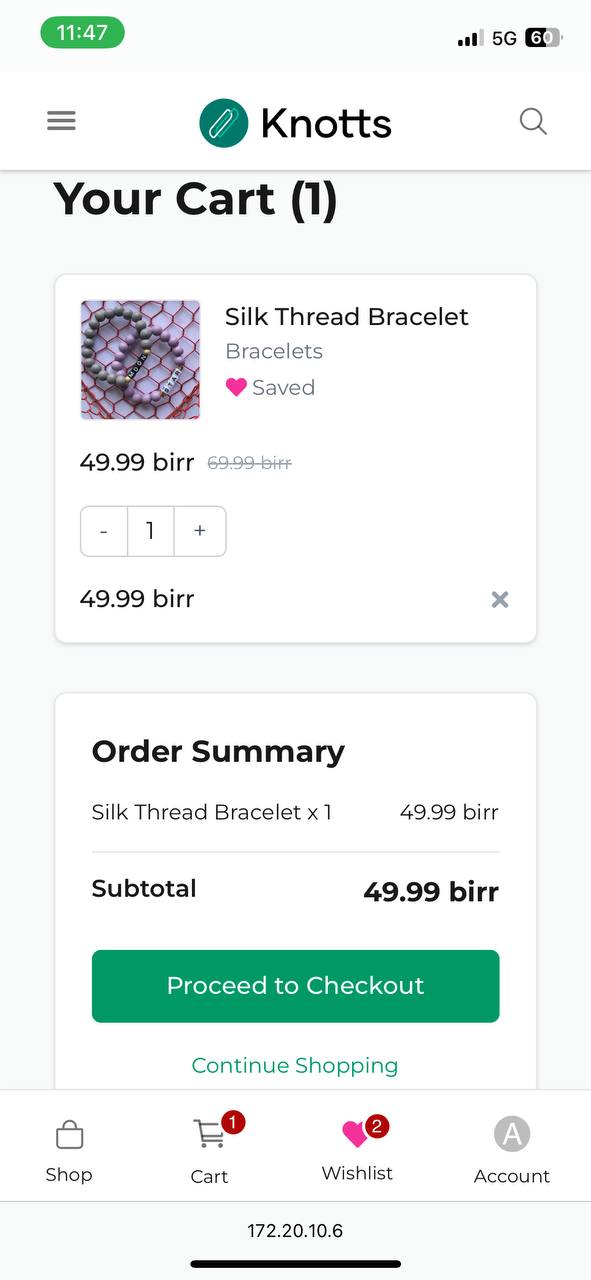 11:47
5G 60
Knotts
Your Cart (1)
MOON
STAR
Silk Thread Bracelet
Bracelets
Saved
49.99 birr 69.99 birr
- 1 +
49.99 birr
Order Summary
Silk Thread Bracelet x 1 49.99 birr
Subtotal 49.99 birr
Proceed to Checkout
Continue Shopping
1 2 A
Shop Cart Wishlist Account
172.20.10.6